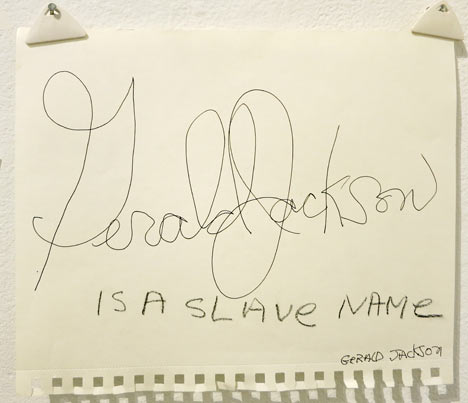 Gerald Jackson
IS A SLAVe NAMe
GeRALD JACKSON